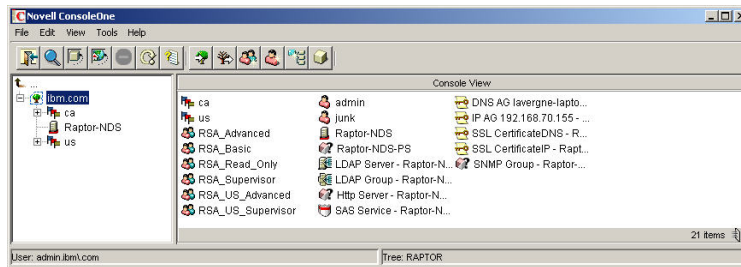 Novell ConsoleOne
File Edit View Tools Help
...
ibm.com
ca
Raptor-NDS
us
Console View
ca
us
RSA_Advanced
RSA_Basic
RSA_Read_Only
RSA_Supervisor
RSA_US_Advanced
RSA_US_Supervisor
admin
junk
Raptor-NDS
Raptor-NDS-PS
LDAP Server - Raptor-N...
LDAP Group - Raptor-N...
Http Server - Raptor-N...
SAS Service - Raptor-N...
DNS AG lavergne-lapto...
IP AG 192.168.70.155 - ...
SSL CertificateDNS - R...
SSL CertificateIP - Rapt...
SNMP Group - Raptor-...
21 items
User: admin.ibm\.com
Tree: RAPTOR